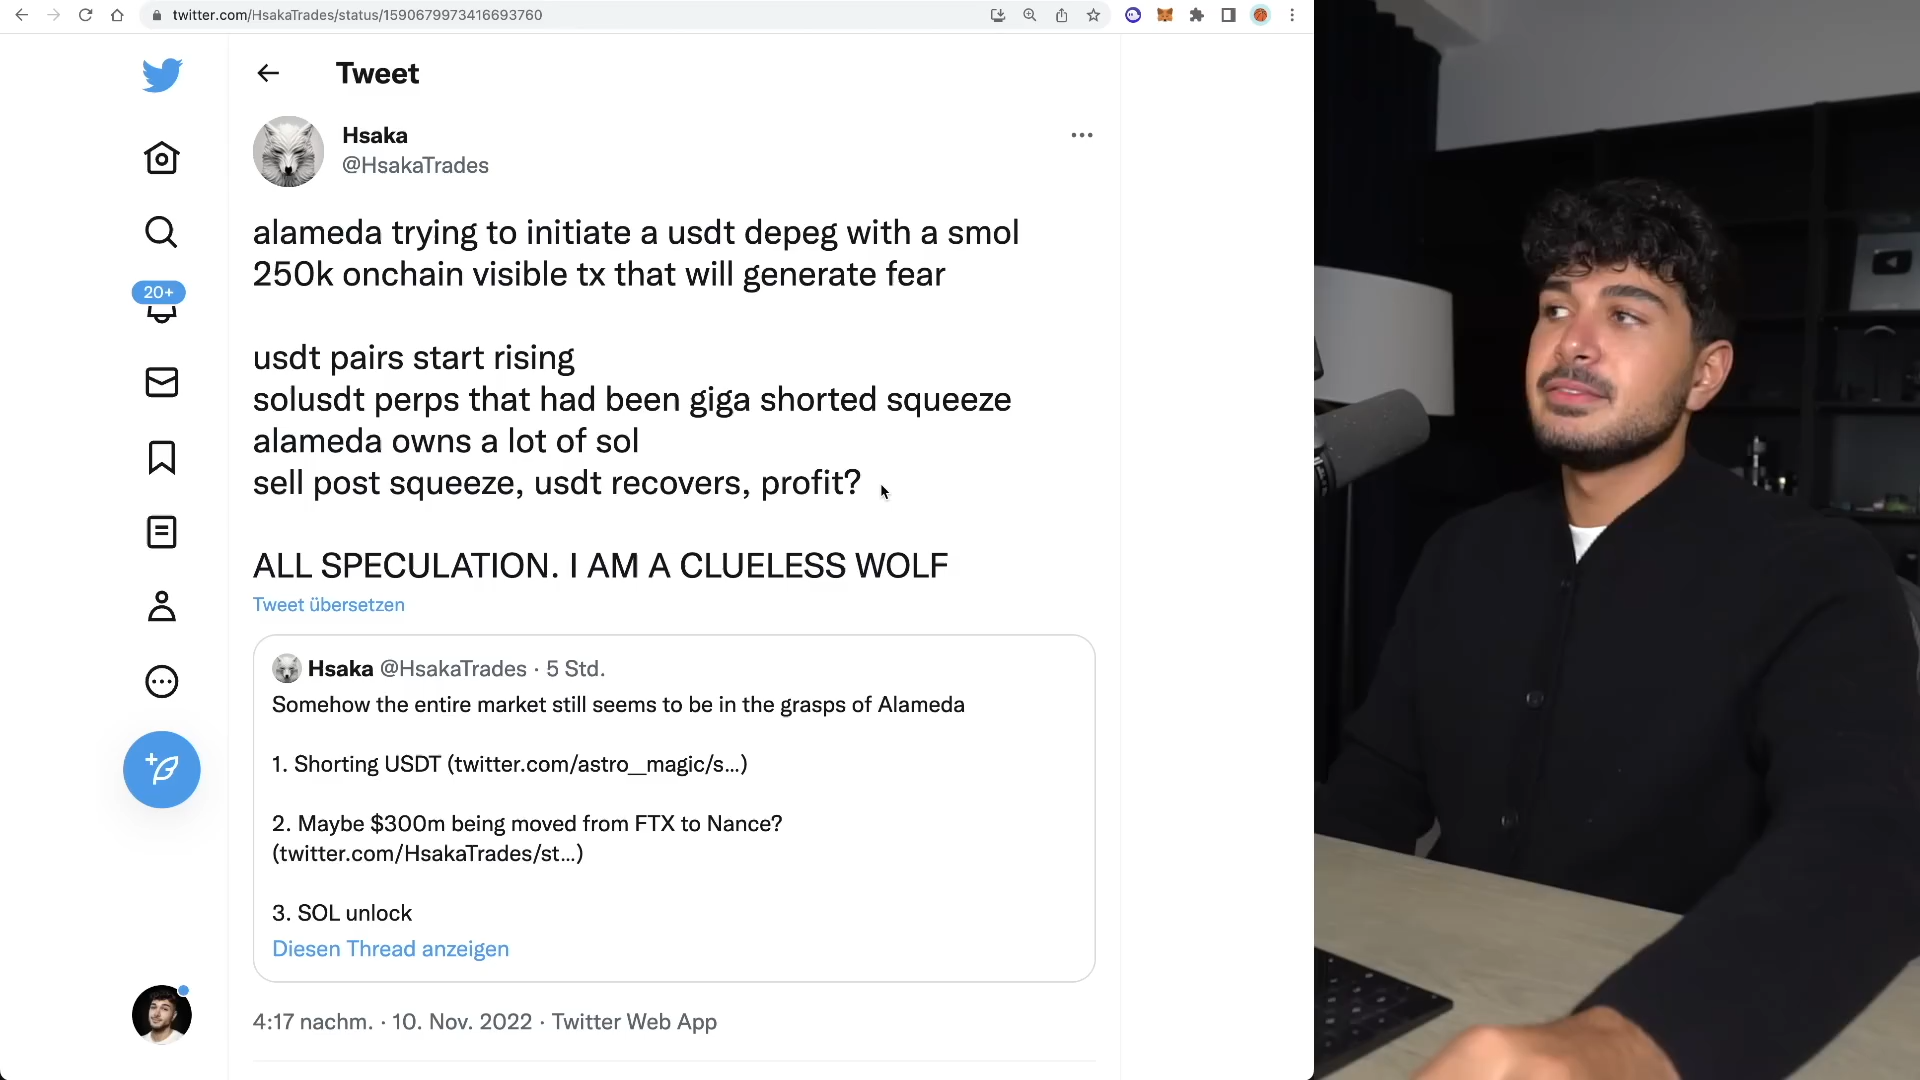 twitter.com/HsakaTrades/status/1590679973416693760
Tweet
Hsaka
@HsakaTrades
20+
alameda trying to initiate a usdt depeg with a smol
250k onchain visible tx that will generate fear
usdt pairs start rising
solusdt perps that had been giga shorted squeeze
alameda owns a lot of sol
sell post squeeze, usdt recovers, profit?
ALL SPECULATION. I AM A CLUELESS WOLF
Tweet übersetzen
Hsaka @HsakaTrades · 5 Std.
Somehow the entire market still seems to be in the grasps of Alameda
1. Shorting USDT (twitter.com/astro__magic/s...)
2. Maybe $300m being moved from FTX to Nance?
(twitter.com/HsakaTrades/st...)
3. SOL unlock
Diesen Thread anzeigen
4:17 nachm. · 10. Nov. 2022 · Twitter Web App